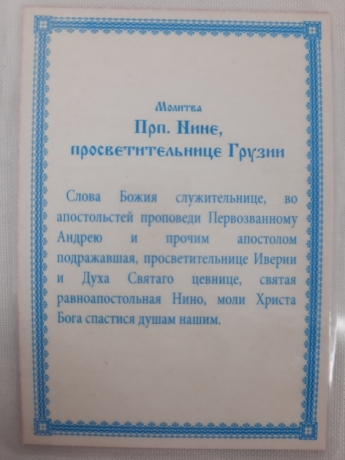 Молитва
Прп. Нине,
просветительнице Грузии
Слова Божия служительнице, во
апостольстей проповеди Первозванному
Андрею и прочим апостолом
подражавшая, просветительнице Иверии
и Духа Святаго цевнице, святая
равноапостольная Нино, моли Христа
Бога спастися душам нашим.